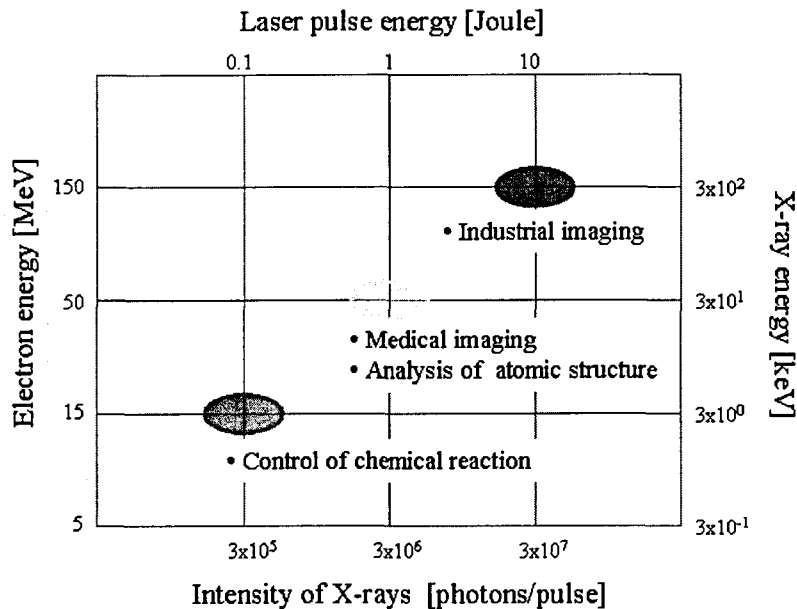 Laser pulse energy [Joule]
0.1 1 10
Electron energy [MeV]
150
50
15
5
3x10²
3x10¹
3x10⁰
3x10⁻¹
X-ray energy [keV]
• Industrial imaging
• Medical imaging
• Analysis of atomic structure
• Control of chemical reaction
3x10⁵ 3x10⁶ 3x10⁷
Intensity of X-rays [photons/pulse]